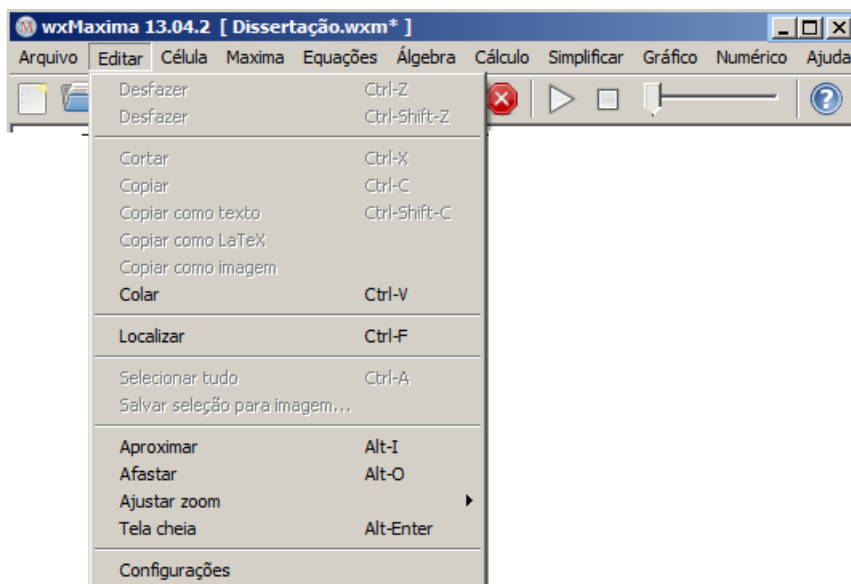 wxMaxima 13.04.2 [ Dissertação.wxm* ]
Arquivo Editar Célula Maxima Equações Álgebra Cálculo Simplificar Gráfico Numérico Ajuda
Desfazer Ctrl-Z
Desfazer Ctrl-Shift-Z
Cortar Ctrl-X
Copiar Ctrl-C
Copiar como texto Ctrl-Shift-C
Copiar como LaTeX
Copiar como imagem
Colar Ctrl-V
Localizar Ctrl-F
Selecionar tudo Ctrl-A
Salvar seleção para imagem...
Aproximar Alt-I
Afastar Alt-O
Ajustar zoom
Tela cheia Alt-Enter
Configurações